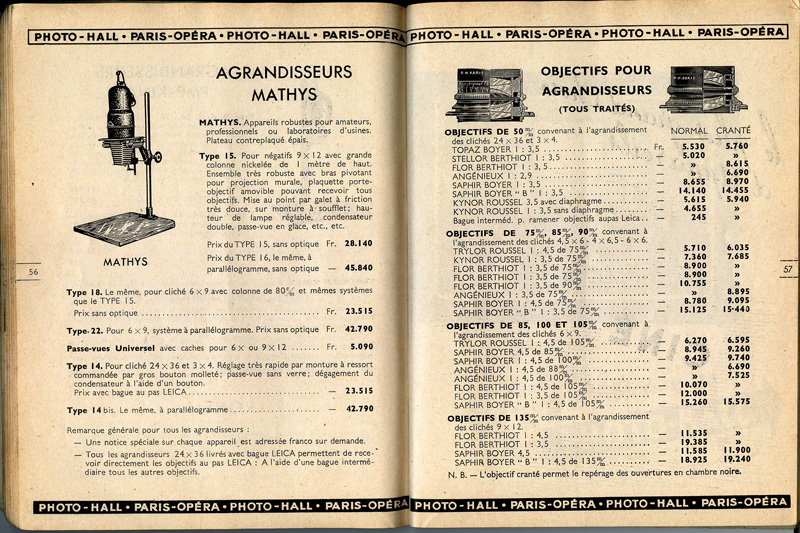 PHOTO-HALL • PARIS-OPÉRA • PHOTO-HALL • PARIS-OPÉRA
AGRANDISSEURS
MATHYS
MATHYS. Appareils robustes pour amateurs,
professionnels ou laboratoires d'usines.
Plateau contreplaqué épais.
Type 15. Pour négatifs 9 × 12 avec grande
colonne nickelée de 1 mètre de haut.
Ensemble très robuste avec bras pivotant
pour projection murale, plaquette porte-
objectif amovible pouvant recevoir tous
objectifs. Mise au point par galet à friction
très douce, sur monture à soufflet; hau-
teur de lampe réglable, condensateur
double, passe-vue en glace, etc., etc.
Prix du TYPE 15, sans optique Fr. 28.140
Prix du TYPE 16, le même, à
parallélogramme, sans optique — 45.840
MATHYS
56
Type 18. Le même, pour cliché 6 × 9 avec colonne de 80 c/m et mêmes systèmes
que le TYPE 15.
Prix sans optique ........ Fr. 23.515
Type-22. Pour 6 × 9, système à parallélogramme. Prix sans optique Fr. 42.790
Passe-vues Universel avec caches pour 6 × ou 9 × 12 .... Fr. 5.090
Type 14. Pour cliché 24 × 36 et 3 × 4. Réglage très rapide par monture à ressort
commandée par gros bouton molleté; passe-vue sans verre; dégagement du
condensateur à l'aide d'un bouton.
Prix avec bague au pas LEICA ........ — 23.515
Type 14 bis. Le même, à parallélogramme ........ — 42.790
Remarque générale pour tous les agrandisseurs :
— Une notice spéciale sur chaque appareil est adressée franco sur demande.
— Tous les agrandisseurs 24 × 36 livrés avec bague LEICA permettent de rece-
voir directement les objectifs au pas LEICA : A l'aide d'une bague intermé-
diaire tous les autres objectifs.
PHOTO-HALL • PARIS-OPÉRA • PHOTO-HALL • PARIS-OPÉRA
PHOTO-HALL • PARIS-OPÉRA • PHOTO-HALL • PARIS-OPÉRA
OBJECTIFS POUR
AGRANDISSEURS
(TOUS TRAITÉS)
OBJECTIFS DE 50 m/m convenant à l'agrandissement NORMAL CRANTÉ
des clichés 24 × 36 et 3 × 4.
TOPAZ BOYER 1 : 3,5 ........ Fr. 5.530 5.760
STELLOR BERTHIOT 1 : 3,5 ........ — 5.020 »
FLOR BERTHIOT 1 : 3,5 ........ — » 8.615
ANGÉNIEUX 1 : 2,9 ........ — » 6.690
SAPHIR BOYER 1 : 3,5 ........ — 8.655 8.970
SAPHIR BOYER " B " 1 : 3,5 ........ — 14.140 14.455
KYNOR ROUSSEL 3,5 avec diaphragme ........ — 5.615 5.940
KYNOR ROUSSEL 1 : 3,5 sans diaphragme ........ — 4.655 »
Bague interméd. p. ramener objectifs aupas Leica .. — 245 »
OBJECTIFS DE 75 m/m, 85 m/m, 90 m/m convenant à
l'agrandissement des clichés 4,5 × 6 - 4 × 6,5 - 6 × 6.
TRYLOR ROUSSEL 1 : 4,5 de 75 m/m ........ — 5.710 6.035
KYNOR ROUSSEL 1 : 3,5 de 75 m/m ........ — 7.360 7.685
FLOR BERTHIOT 1 : 3,5 de 75 m/m ........ — 8.900 »
FLOR BERTHIOT 1 : 3,5 de 75 m/m ........ — 8.900 »
FLOR BERTHIOT 1 : 3,5 de 90 m/m ........ — 10.755 »
ANGÉNIEUX 1 : 3,5 de 75 m/m ........ — » 8.895
SAPHIR BOYER 1 : 4,5 de 75 m/m ........ — 8.780 9.095
SAPHIR BOYER " B " 1 : 3,5 de 75 m/m ........ — 15.125 15-440
57
OBJECTIFS DE 85, 100 ET 105 m/m convenant à
l'agrandissement des clichés 6 × 9.
TRYLOR ROUSSEL 1 : 4,5 de 105 m/m ........ — 6.270 6.595
SAPHIR BOYER 4,5 de 85 m/m ........ — 8.945 9.260
SAPHIR BOYER 1 : 4,5 de 100 m/m ........ — 9.425 9.740
ANGÉNIEUX 1 : 4,5 de 88 m/m ........ — » 6.690
ANGÉNIEUX 1 : 4,5 de 100 m/m ........ — » 7.525
FLOR BERTHIOT 1 : 4,5 de 105 m/m ........ — 10.070 »
FLOR BERTHIOT 1 : 3,5 de 105 m/m ........ — 12.000 »
SAPHIR BOYER " B " 1 : 4,5 de 105 m/m ........ — 15.260 15.575
OBJECTIFS DE 135 m/m convenant à l'agrandissement
des clichés 9 × 12.
FLOR BERTHIOT 1 : 4,5 ........ — 11.535 »
FLOR BERTHIOT 1 : 3,5 ........ — 19.385 »
SAPHIR BOYER 4,5 ........ — 11.585 11.900
SAPHIR BOYER " B " 1 : 4,5 de 135 m/m ........ — 18.925 19.240
N. B. — L'objectif cranté permet le repérage des ouvertures en chambre noire.
PHOTO-HALL • PARIS-OPÉRA • PHOTO-HALL • PARIS-OPÉRA